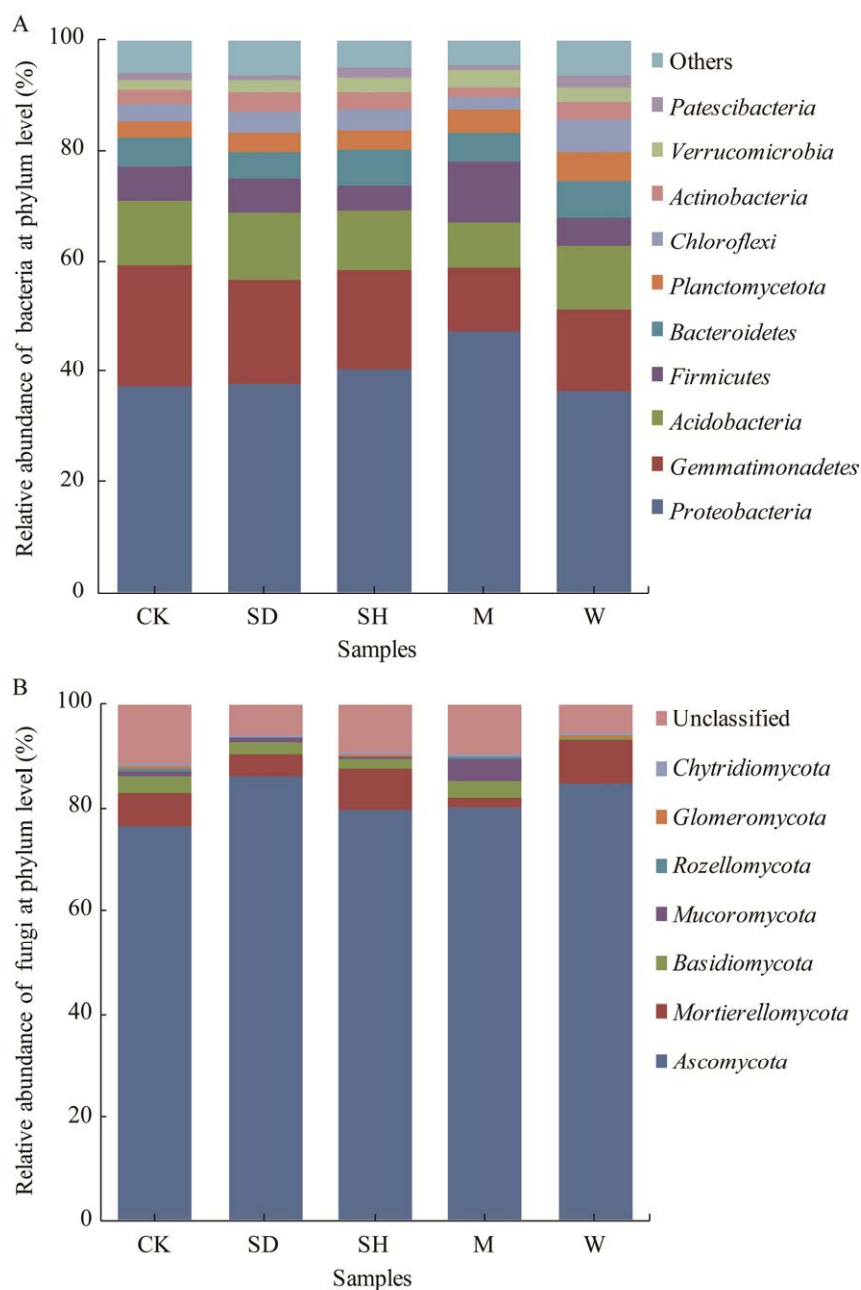 A
Relative abundance of bacteria at phylum level (%)
100
80
60
40
20
0
CK SD SH M W
Samples
Others
Patescibacteria
Verrucomicrobia
Actinobacteria
Chloroflexi
Planctomycetota
Bacteroidetes
Firmicutes
Acidobacteria
Gemmatimonadetes
Proteobacteria
B
Relative abundance of fungi at phylum level (%)
100
80
60
40
20
0
CK SD SH M W
Samples
Unclassified
Chytridiomycota
Glomeromycota
Rozellomycota
Mucoromycota
Basidiomycota
Mortierellomycota
Ascomycota